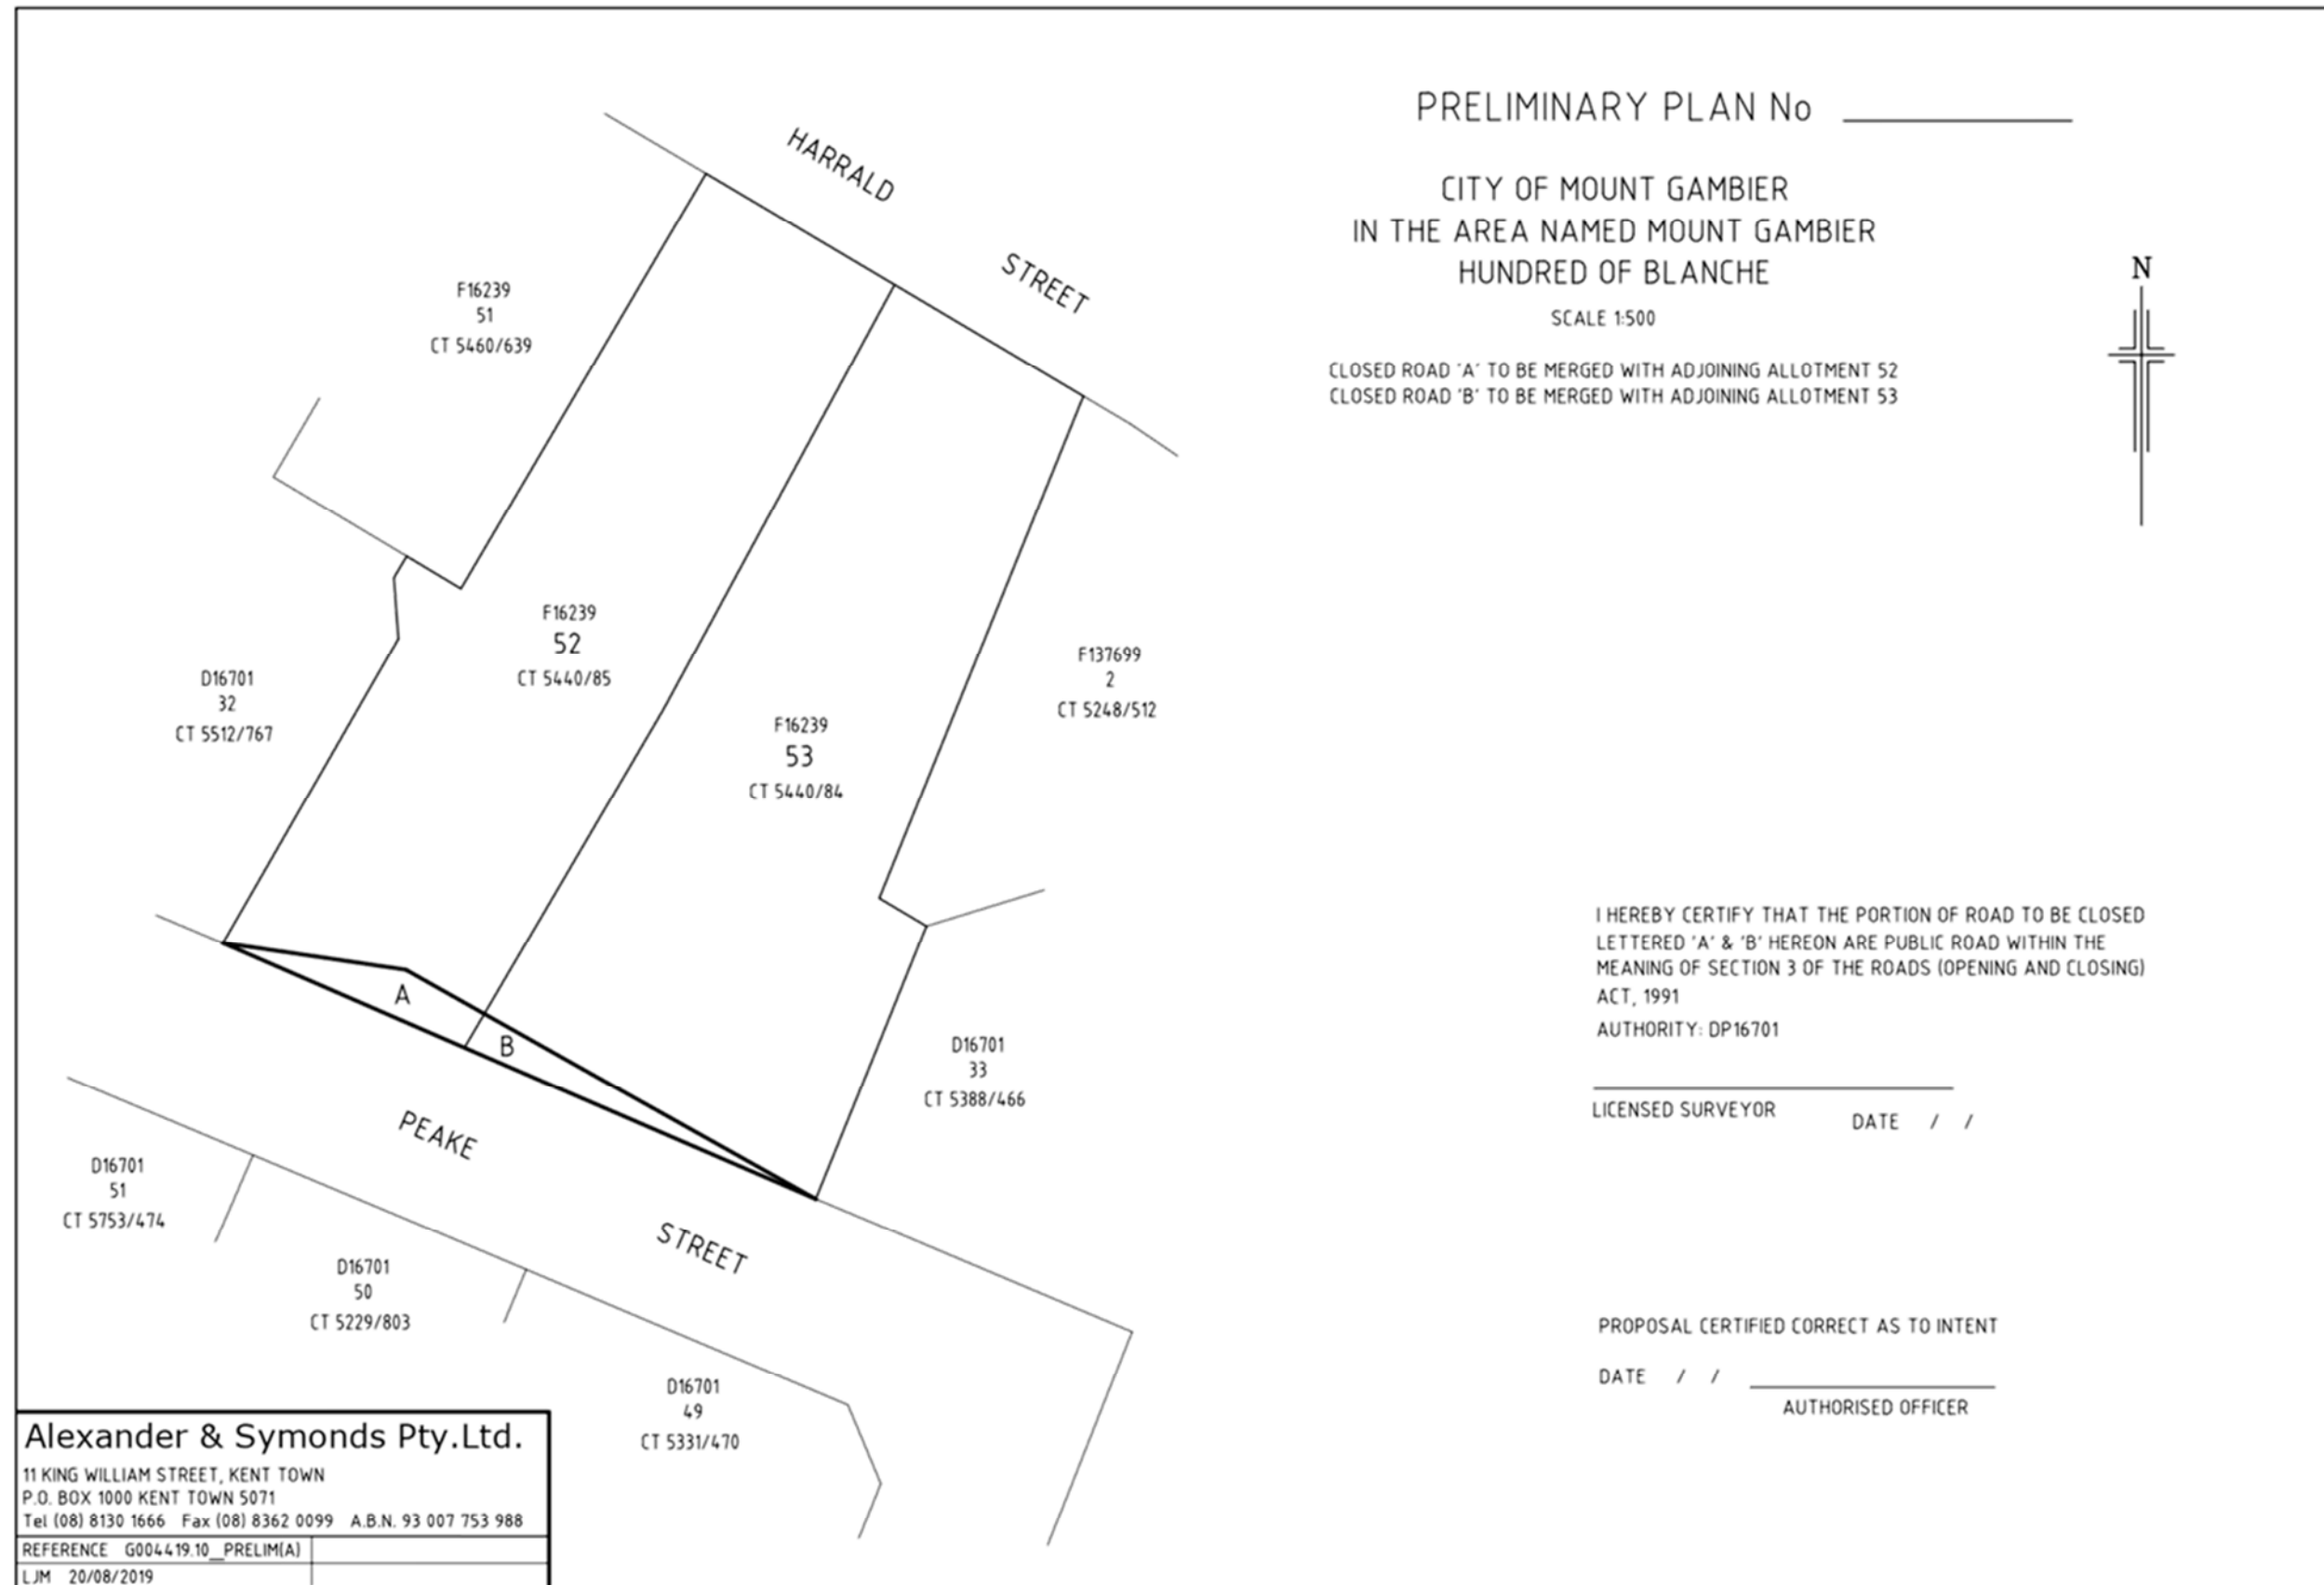 PRELIMINARY PLAN No
CITY OF MOUNT GAMBIER
IN THE AREA NAMED MOUNT GAMBIER
HUNDRED OF BLANCHE
SCALE 1:500
CLOSED ROAD 'A' TO BE MERGED WITH ADJOINING ALLOTMENT 52
CLOSED ROAD 'B' TO BE MERGED WITH ADJOINING ALLOTMENT 53
N
HARRALD
STREET
F16239
51
CT 5460/639
F16239
52
CT 5440/85
D16701
32
CT 5512/767
F16239
53
CT 5440/84
F137699
2
CT 5248/512
A
B
D16701
33
CT 5388/466
PEAKE
STREET
D16701
51
CT 5753/474
D16701
50
CT 5229/803
D16701
49
CT 5331/470
I HEREBY CERTIFY THAT THE PORTION OF ROAD TO BE CLOSED
LETTERED 'A' & 'B' HEREON ARE PUBLIC ROAD WITHIN THE
MEANING OF SECTION 3 OF THE ROADS (OPENING AND CLOSING)
ACT, 1991
AUTHORITY: DP16701
LICENSED SURVEYOR DATE / /
PROPOSAL CERTIFIED CORRECT AS TO INTENT
DATE / /
AUTHORISED OFFICER
Alexander & Symonds Pty.Ltd.
11 KING WILLIAM STREET, KENT TOWN
P.O. BOX 1000 KENT TOWN 5071
Tel (08) 8130 1666 Fax (08) 8362 0099 A.B.N. 93 007 753 988
REFERENCE G004419.10_PRELIM(A)
LJM 20/08/2019